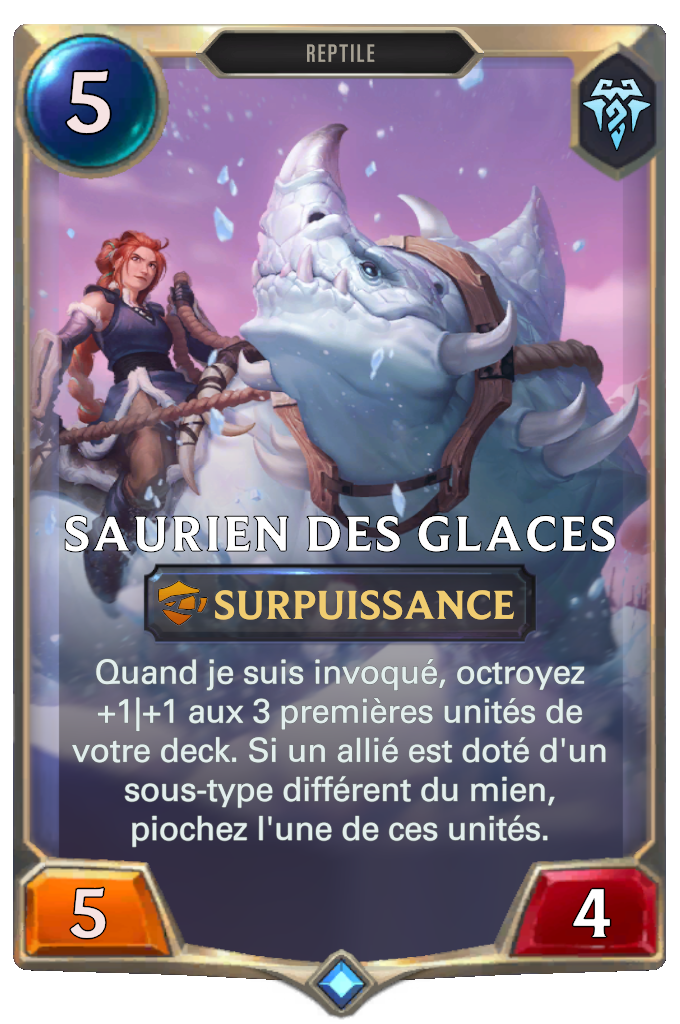 REPTILE
5
SAURIEN DES GLACES
SURPUISSANCE
Quand je suis invoqué, octroyez
+1|+1 aux 3 premières unités de
votre deck. Si un allié est doté d'un
sous-type différent du mien,
piochez l'une de ces unités.
5
4